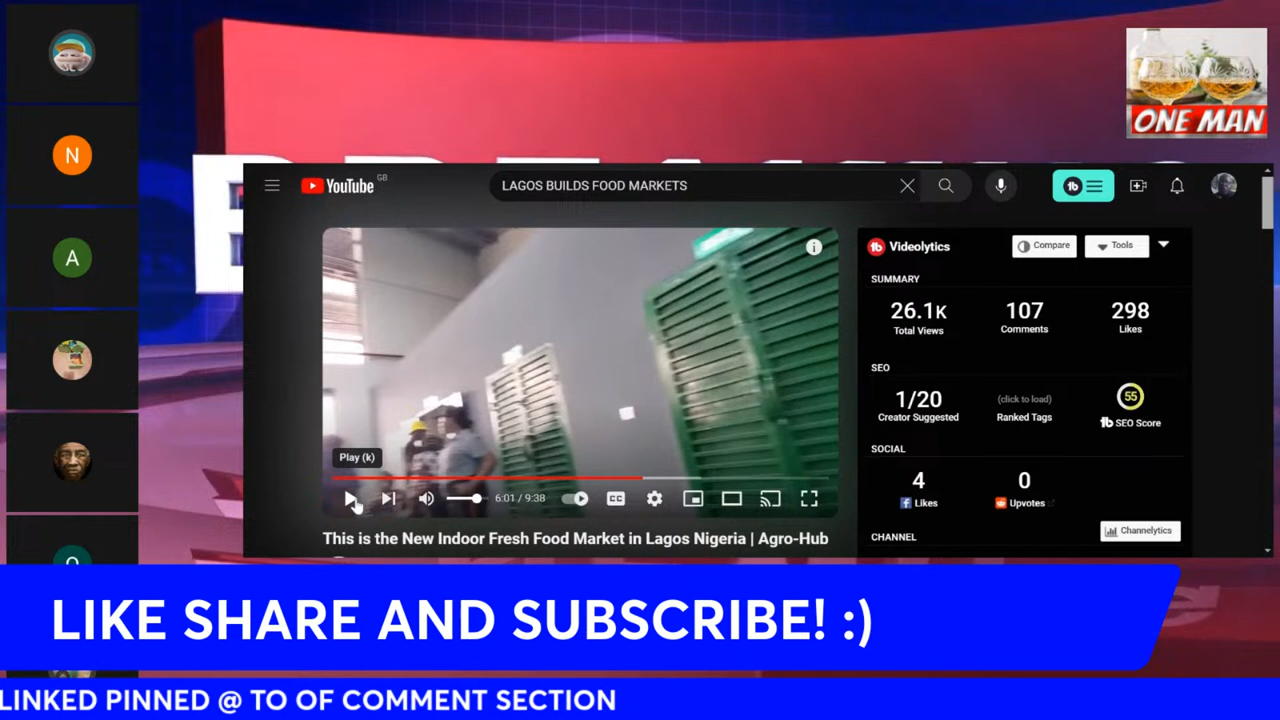 ONE MAN
N
A
YouTube GB
LAGOS BUILDS FOOD MARKETS
Videolytics
Compare
Tools
SUMMARY
26.1K
107
298
Total Views
Comments
Likes
SEO
1/20
(click to load)
55
Creator Suggested
Ranked Tags
SEO Score
SOCIAL
4
0
Likes
Upvotes
CHANNEL
Channelytics
Play (k)
6:01 / 9:38
CC
This is the New Indoor Fresh Food Market in Lagos Nigeria | Agro-Hub
LIKE SHARE AND SUBSCRIBE! :)
LINKED PINNED @ TO OF COMMENT SECTION